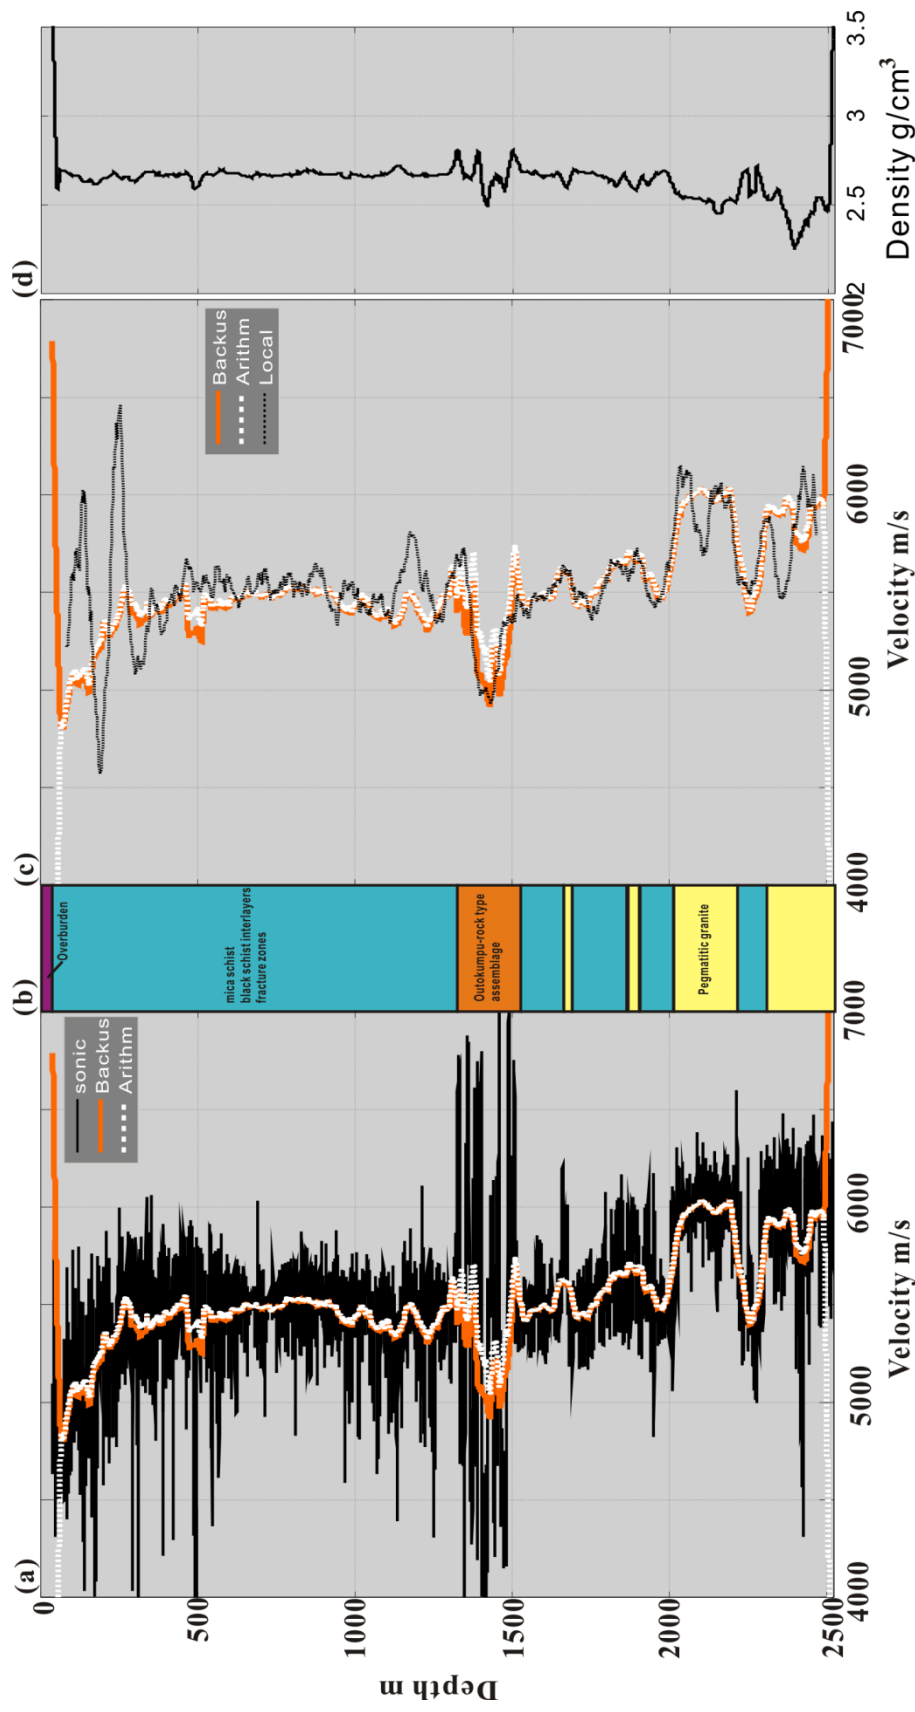 (a)
sonic
Backus
Arithm
0
500
1000
1500
2000
2500
Depth m
4000
5000
6000
7000
Velocity m/s
(b)
Overburden
mica schist
black schist interlayers
fracture zones
Outokumpu-rock type
assemblage
Pegmatitic granite
(c)
Backus
Arithm
Local
4000
5000
6000
7000
Velocity m/s
(d)
2
2.5
3
3.5
Density g/cm³